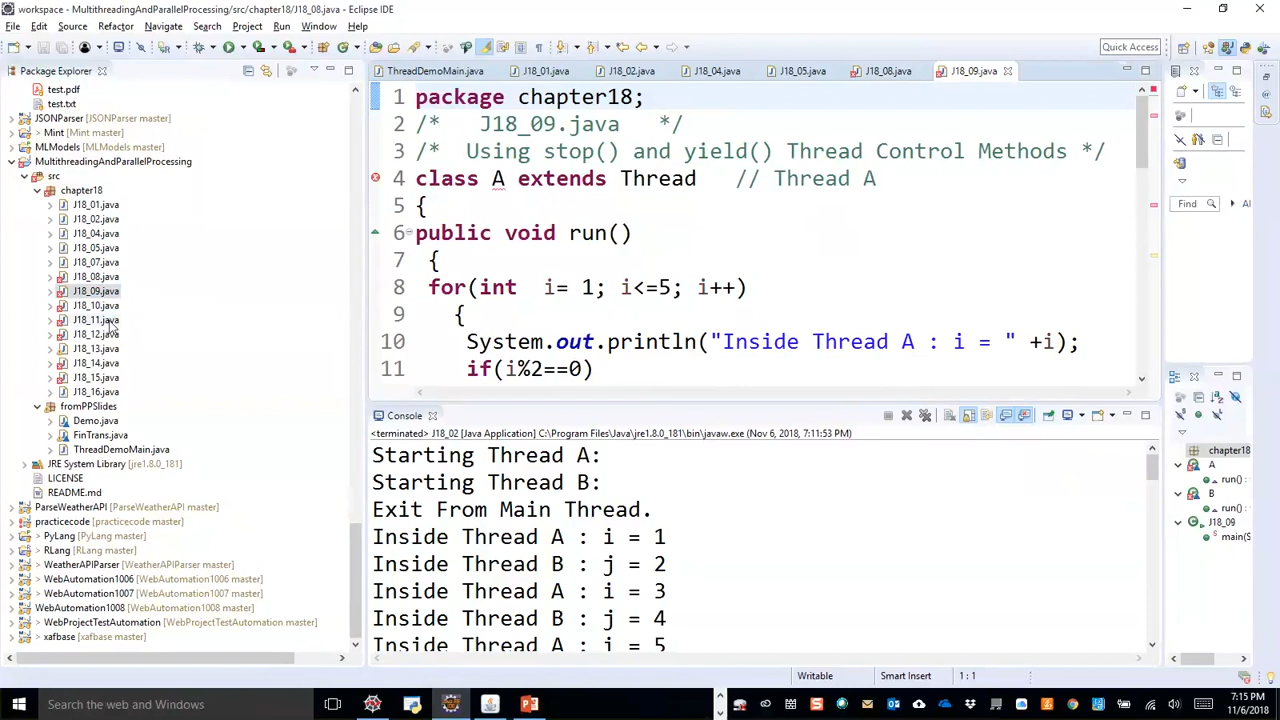 workspace - MultithreadingAndParallelProcessing/src/chapter18/J18_08.java - Eclipse IDE
File Edit Source Refactor Navigate Search Project Run Window Help
Quick Access
Package Explorer
test.pdf
test.txt
JSONParser [JSONParser master]
> Mint [Mint master]
MLModels [MLModels master]
MultithreadingAndParallelProcessing
src
chapter18
J18_01.java
J18_02.java
J18_04.java
J18_05.java
J18_07.java
J18_08.java
J18_09.java
J18_10.java
J18_11.java
J18_12.java
J18_13.java
J18_14.java
J18_15.java
J18_16.java
fromPPSlides
Demo.java
FinTrans.java
ThreadDemoMain.java
JRE System Library [jre1.8.0_181]
LICENSE
README.md
ParseWeatherAPI [ParseWeatherAPI master]
practicecode [practicecode master]
> PyLang [PyLang master]
> RLang [RLang master]
WeatherAPIParser [WeatherAPIParser master]
> WebAutomation1006 [WebAutomation1006 master]
> WebAutomation1007 [WebAutomation1007 master]
WebAutomation1008 [WebAutomation1008 master]
> WebProjectTestAutomation [WebProjectTestAutomation master]
> xafbase [xafbase master]
ThreadDemoMain.java J18_01.java J18_02.java J18_04.java J18_05.java J18_08.java J18_09.java
1 package chapter18;
2 /* J18_09.java */
3 /* Using stop() and yield() Thread Control Methods */
4 class A extends Thread // Thread A
5 {
6 public void run()
7 {
8 for(int i= 1; i<=5; i++)
9 {
10 System.out.println("Inside Thread A : i = " +i);
11 if(i%2==0)
Console
<terminated> J18_02 [Java Application] C:\Program Files\Java\jre1.8.0_181\bin\javaw.exe (Nov 6, 2018, 7:11:53 PM)
Starting Thread A:
Starting Thread B:
Exit From Main Thread.
Inside Thread A : i = 1
Inside Thread B : j = 2
Inside Thread A : i = 3
Inside Thread B : j = 4
Inside Thread A : i = 5
Find Al
chapter18
A
run() :
B
run() :
J18_09
main(S
Writable Smart Insert 1 : 1
Search the web and Windows
7:15 PM
11/6/2018